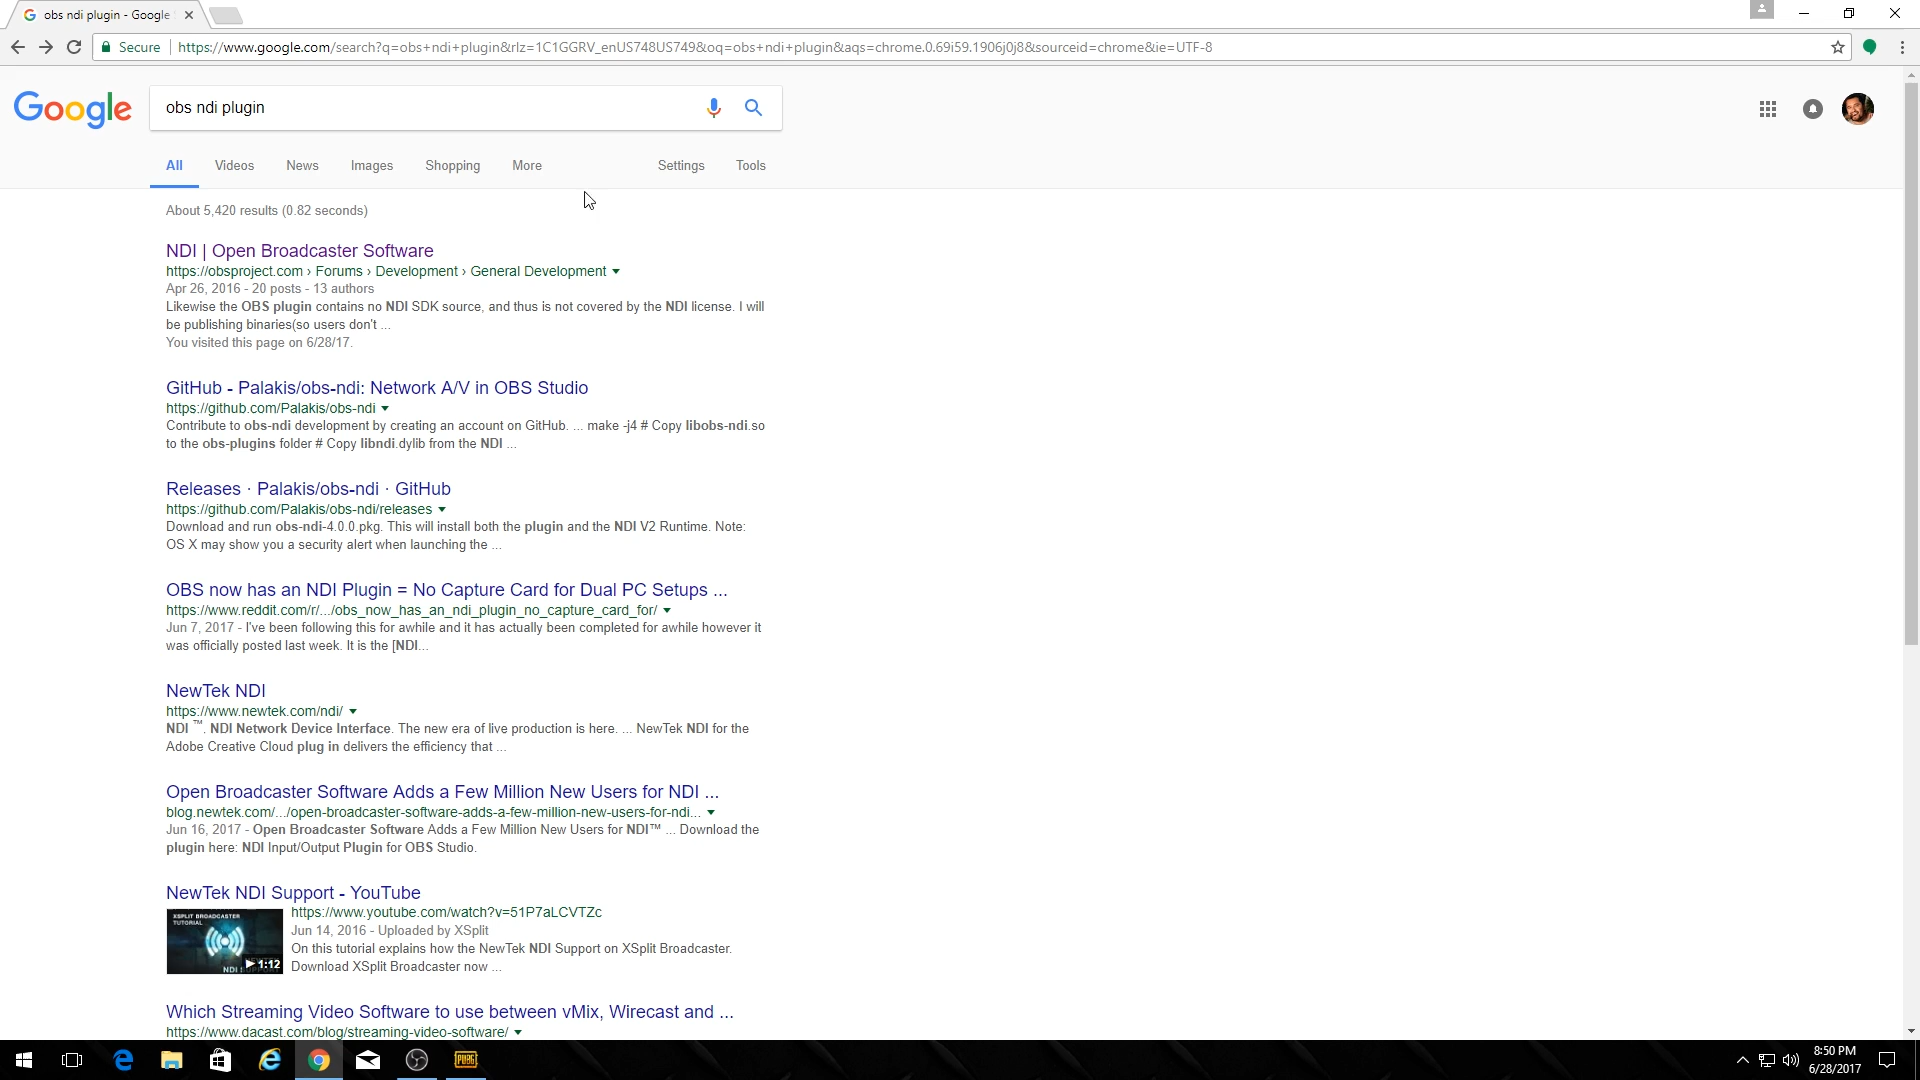 obs ndi plugin - Google
Secure
https://www.google.com/search?q=obs+ndi+plugin&rlz=1C1GGRV_enUS748US749&oq=obs+ndi+plugin&aqs=chrome.0.69i59.1906j0j8&sourceid=chrome&ie=UTF-8
Google
obs ndi plugin
All Videos News Images Shopping More Settings Tools
About 5,420 results (0.82 seconds)
NDI | Open Broadcaster Software
https://obsproject.com › Forums › Development › General Development
Apr 26, 2016 - 20 posts - 13 authors
Likewise the OBS plugin contains no NDI SDK source, and thus is not covered by the NDI license. I will
be publishing binaries(so users don't ...
You visited this page on 6/28/17.
GitHub - Palakis/obs-ndi: Network A/V in OBS Studio
https://github.com/Palakis/obs-ndi
Contribute to obs-ndi development by creating an account on GitHub. ... make -j4 # Copy libobs-ndi.so
to the obs-plugins folder # Copy libndi.dylib from the NDI ...
Releases · Palakis/obs-ndi · GitHub
https://github.com/Palakis/obs-ndi/releases
Download and run obs-ndi-4.0.0.pkg. This will install both the plugin and the NDI V2 Runtime. Note:
OS X may show you a security alert when launching the ...
OBS now has an NDI Plugin = No Capture Card for Dual PC Setups ...
https://www.reddit.com/r/.../obs_now_has_an_ndi_plugin_no_capture_card_for/
Jun 7, 2017 - I've been following this for awhile and it has actually been completed for awhile however it
was officially posted last week. It is the [NDI...
NewTek NDI
https://www.newtek.com/ndi/
NDI ™. NDI Network Device Interface. The new era of live production is here. ... NewTek NDI for the
Adobe Creative Cloud plug in delivers the efficiency that ...
Open Broadcaster Software Adds a Few Million New Users for NDI ...
blog.newtek.com/.../open-broadcaster-software-adds-a-few-million-new-users-for-ndi...
Jun 16, 2017 - Open Broadcaster Software Adds a Few Million New Users for NDI™ ... Download the
plugin here: NDI Input/Output Plugin for OBS Studio.
NewTek NDI Support - YouTube
XSPLIT BROADCASTER
TUTORIAL
1:12
https://www.youtube.com/watch?v=51P7aLCVTZc
Jun 14, 2016 - Uploaded by XSplit
On this tutorial explains how the NewTek NDI Support on XSplit Broadcaster.
Download XSplit Broadcaster now ...
Which Streaming Video Software to use between vMix, Wirecast and ...
https://www.dacast.com/blog/streaming-video-software/
PUBG
8:50 PM
6/28/2017